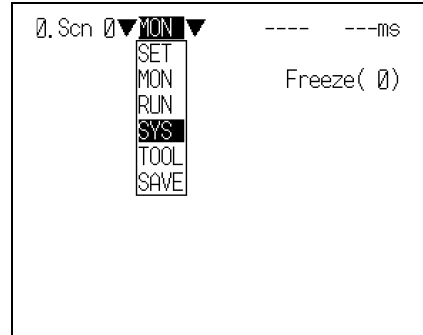 0.Scn 0▼MON▼ ---- ---ms
SET
MON Freeze( 0)
RUN
SYS
TOOL
SAVE